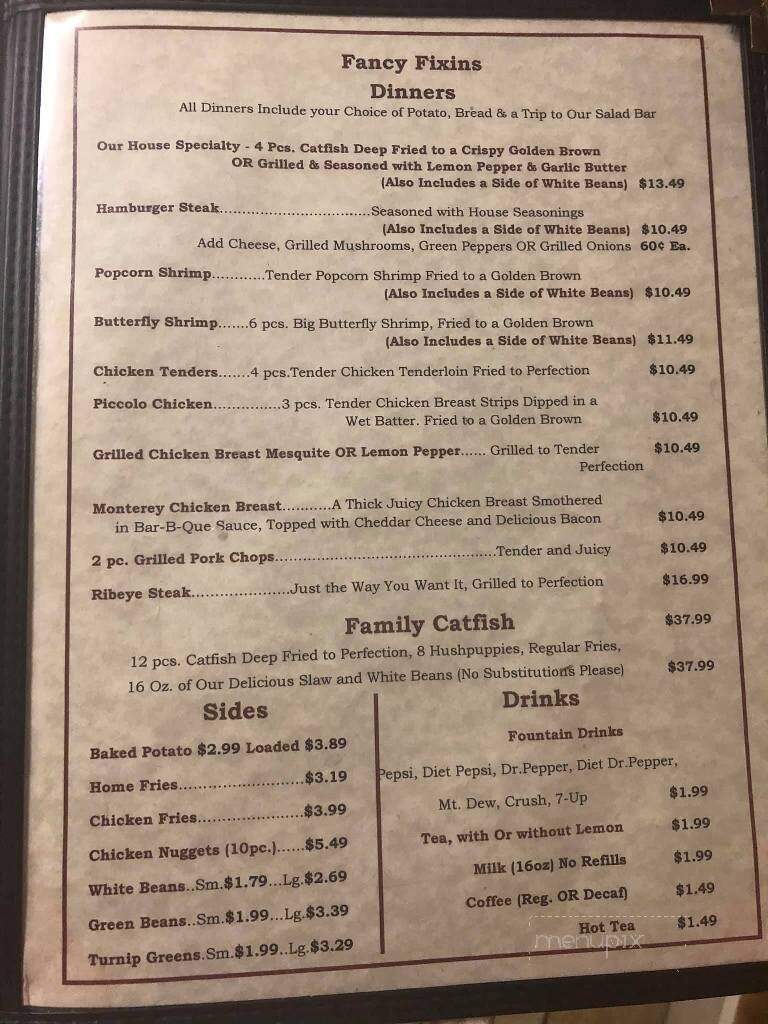 Fancy Fixins
Dinners
All Dinners Include your Choice of Potato, Bread & a Trip to Our Salad Bar
Our House Specialty - 4 Pcs. Catfish Deep Fried to a Crispy Golden Brown
OR Grilled & Seasoned with Lemon Pepper & Garlic Butter
(Also Includes a Side of White Beans) $13.49
Hamburger Steak..................................Seasoned with House Seasonings
(Also Includes a Side of White Beans) $10.49
Add Cheese, Grilled Mushrooms, Green Peppers OR Grilled Onions 60¢ Ea.
Popcorn Shrimp............Tender Popcorn Shrimp Fried to a Golden Brown
(Also Includes a Side of White Beans) $10.49
Butterfly Shrimp.......6 pcs. Big Butterfly Shrimp, Fried to a Golden Brown
(Also Includes a Side of White Beans) $11.49
Chicken Tenders.......4 pcs.Tender Chicken Tenderloin Fried to Perfection $10.49
Piccolo Chicken...............3 pcs. Tender Chicken Breast Strips Dipped in a
Wet Batter. Fried to a Golden Brown $10.49
Grilled Chicken Breast Mesquite OR Lemon Pepper...... Grilled to Tender $10.49
Perfection
Monterey Chicken Breast...........A Thick Juicy Chicken Breast Smothered
in Bar-B-Que Sauce, Topped with Cheddar Cheese and Delicious Bacon $10.49
2 pc. Grilled Pork Chops.................................................Tender and Juicy $10.49
Ribeye Steak......................Just the Way You Want It, Grilled to Perfection $16.99
Family Catfish $37.99
12 pcs. Catfish Deep Fried to Perfection, 8 Hushpuppies, Regular Fries,
16 Oz. of Our Delicious Slaw and White Beans (No Substitutions Please) $37.99
Sides
Baked Potato $2.99 Loaded $3.89
Home Fries............................$3.19
Chicken Fries.......................$3.99
Chicken Nuggets (10pc.)......$5.49
White Beans..Sm.$1.79...Lg.$2.69
Green Beans..Sm.$1.99...Lg.$3.39
Turnip Greens.Sm.$1.99..Lg.$3.29
Drinks
Fountain Drinks
Pepsi, Diet Pepsi, Dr.Pepper, Diet Dr.Pepper,
Mt. Dew, Crush, 7-Up $1.99
Tea, with Or without Lemon $1.99
Milk (16oz) No Refills $1.99
Coffee (Reg. OR Decaf) $1.49
Hot Tea $1.49
menupix